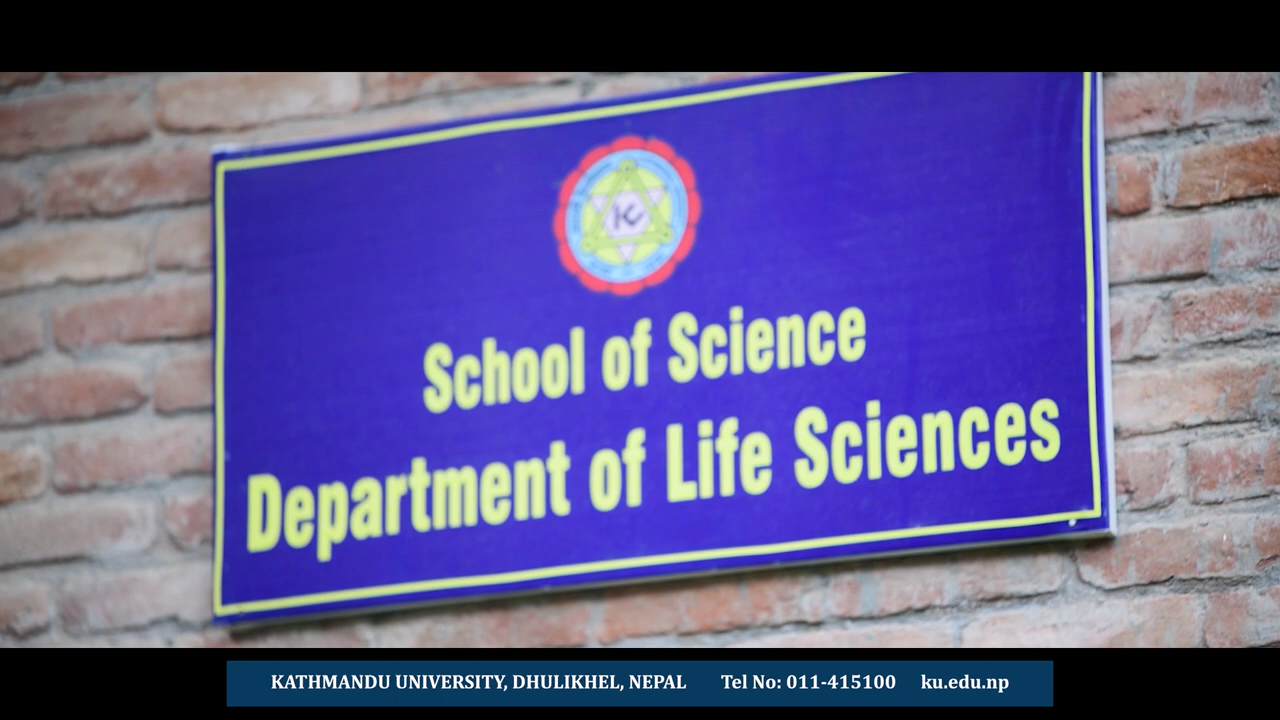 School of Science
Department of Life Sciences
KATHMANDU UNIVERSITY, DHULIKHEL, NEPAL Tel No: 011-415100 ku.edu.np